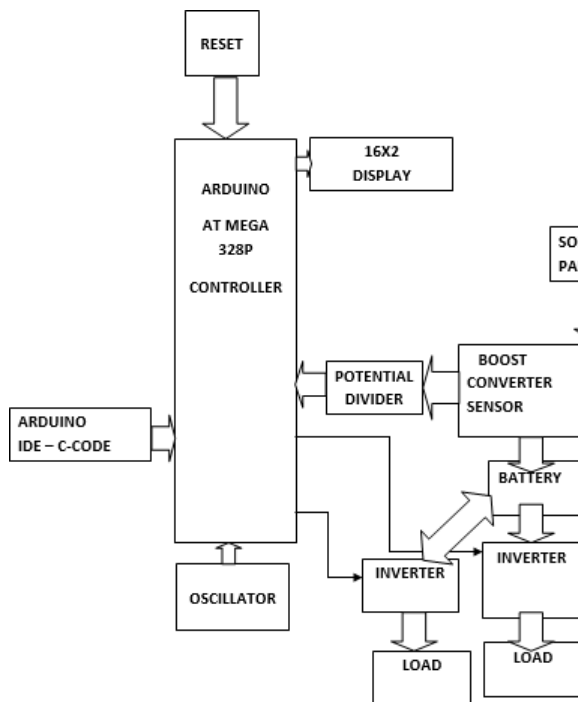 RESET
16X2
DISPLAY
ARDUINO
AT MEGA
328P
CONTROLLER
POTENTIAL
DIVIDER
BOOST
CONVERTER
SENSOR
ARDUINO
IDE – C-CODE
BATTERY
INVERTER
INVERTER
OSCILLATOR
LOAD
LOAD